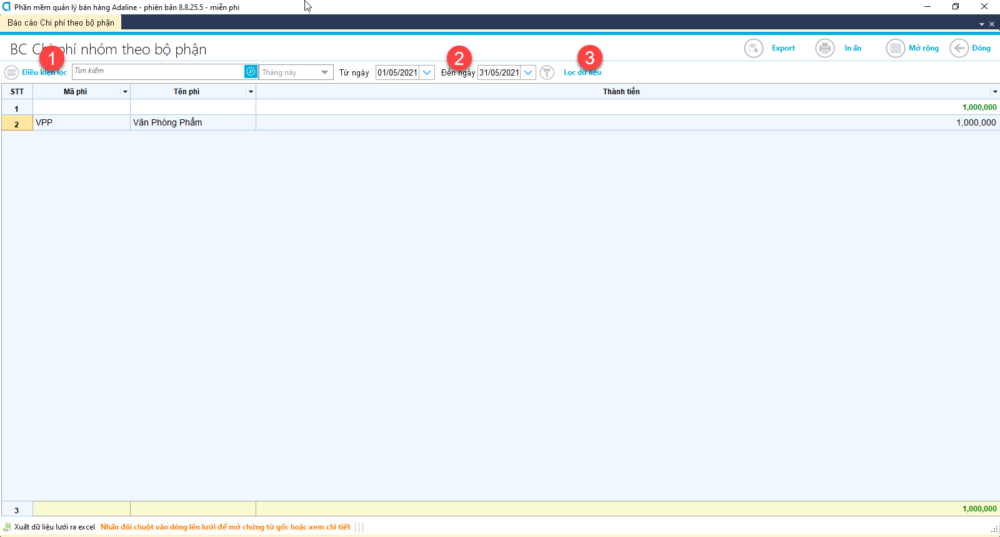 Phần mềm quản lý bán hàng Adaline - phiên bản 8.8.25.5 - miễn phí
Báo cáo Chi phí theo bộ phận
BC Chi phí nhóm theo bộ phận
Export
In ấn
Mở rộng
Đóng
1
2
3
Điều kiện lọc
Tìm kiếm
Tháng này
Từ ngày
01/05/2021
Đến ngày
31/05/2021
Lọc dữ liệu
STT Mã phí Tên phí Thành tiền
1 1,000,000
2 VPP Văn Phòng Phẩm 1,000,000
3 1,000,000
Xuất dữ liệu lưới ra excel Nhấn đôi chuột vào dòng lên lưới để mở chứng từ gốc hoặc xem chi tiết